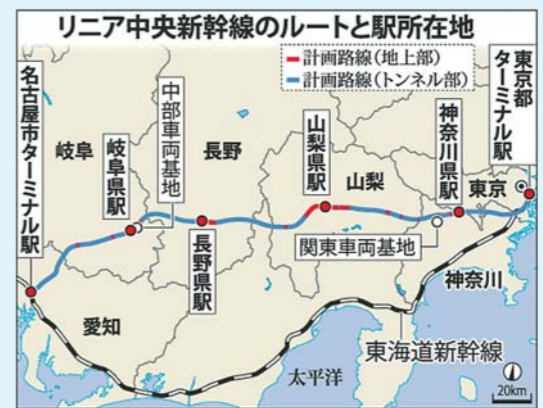 リニア中央新幹線のルートと駅所在地
計画路線(地上部)
計画路線(トンネル部)
東京都
ターミナル駅
神奈川県駅
山梨県駅
中部車両基地
岐阜県駅
長野県駅
名古屋市ターミナル駅
岐阜
長野
山梨
東京
関東車両基地
神奈川
愛知
東海道新幹線
太平洋
20km